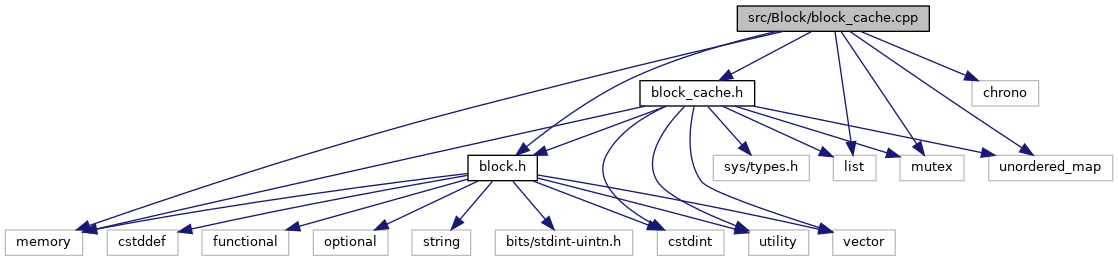 src/Block/block_cache.cpp
block_cache.h
chrono
block.h
sys/types.h
list
mutex
unordered_map
memory
cstddef
functional
optional
string
bits/stdint-uintn.h
cstdint
utility
vector